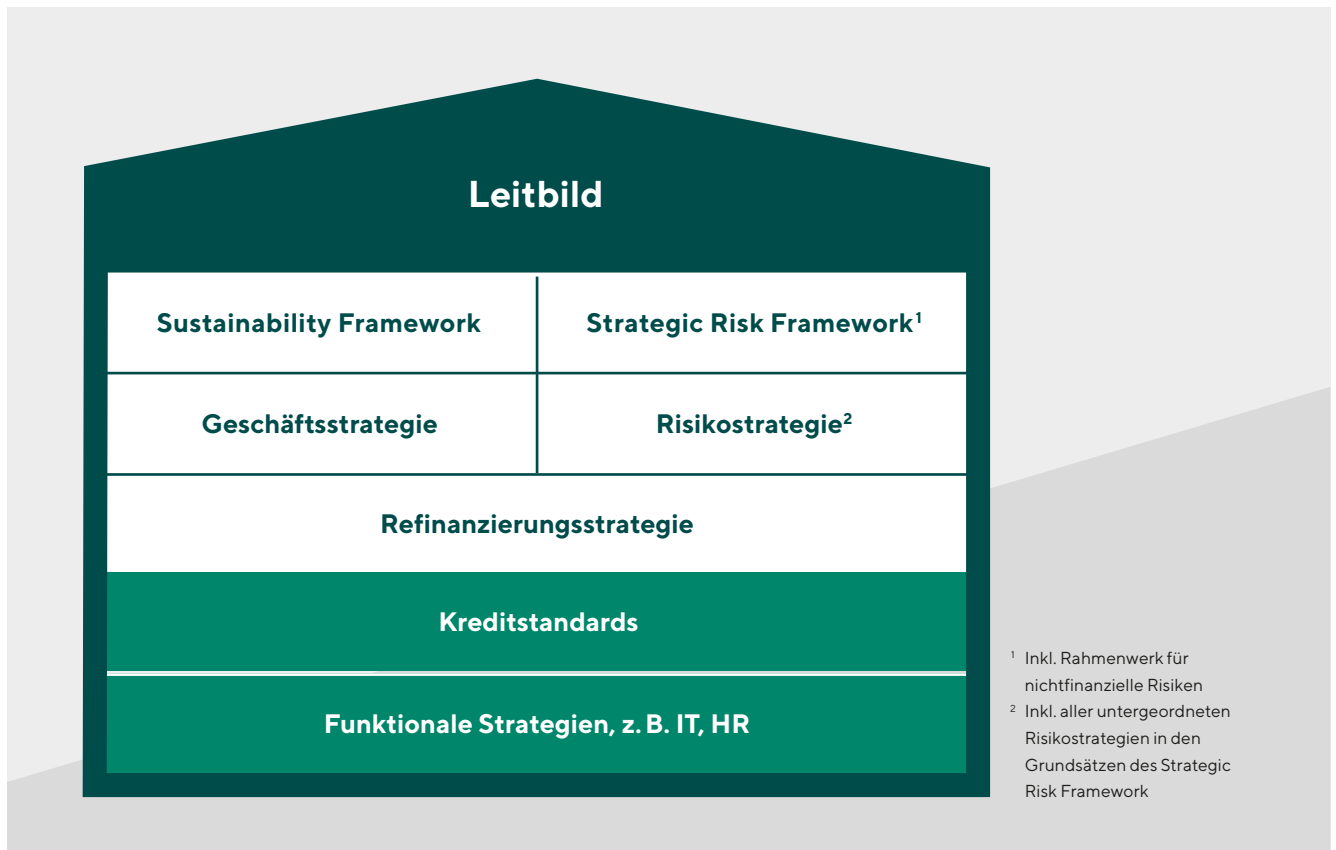 Leitbild
Sustainability Framework
Strategic Risk Framework¹
Geschäftsstrategie
Risikostrategie²
Refinanzierungsstrategie
Kreditstandards
Funktionale Strategien, z. B. IT, HR
¹ Inkl. Rahmenwerk für
nichtfinanzielle Risiken
² Inkl. aller untergeordneten
Risikostrategien in den
Grundsätzen des Strategic
Risk Framework